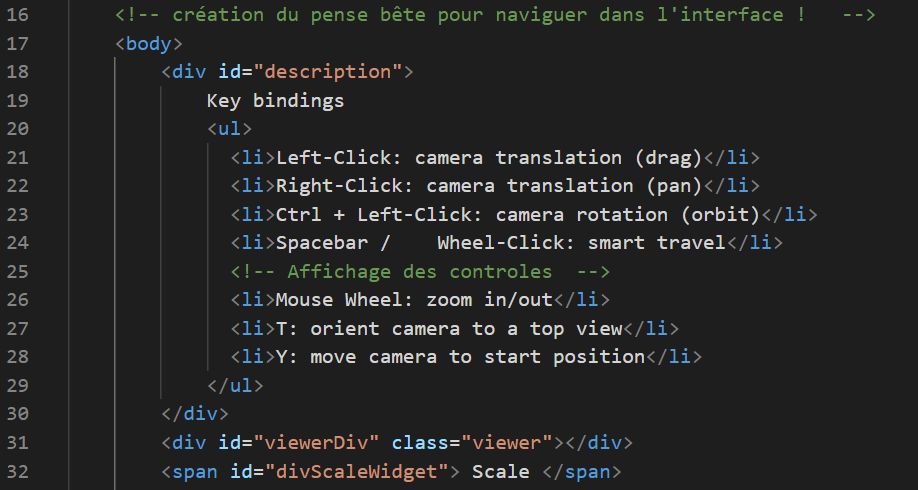 16 <!-- création du pense bête pour naviguer dans l'interface !   -->
17 <body>
18     <div id="description">
19         Key bindings
20         <ul>
21           <li>Left-Click: camera translation (drag)</li>
22           <li>Right-Click: camera translation (pan)</li>
23           <li>Ctrl + Left-Click: camera rotation (orbit)</li>
24           <li>Spacebar /    Wheel-Click: smart travel</li>
25           <!-- Affichage des controles  -->
26           <li>Mouse Wheel: zoom in/out</li>
27           <li>T: orient camera to a top view</li>
28           <li>Y: move camera to start position</li>
29         </ul>
30     </div>
31     <div id="viewerDiv" class="viewer"></div>
32     <span id="divScaleWidget"> Scale </span>